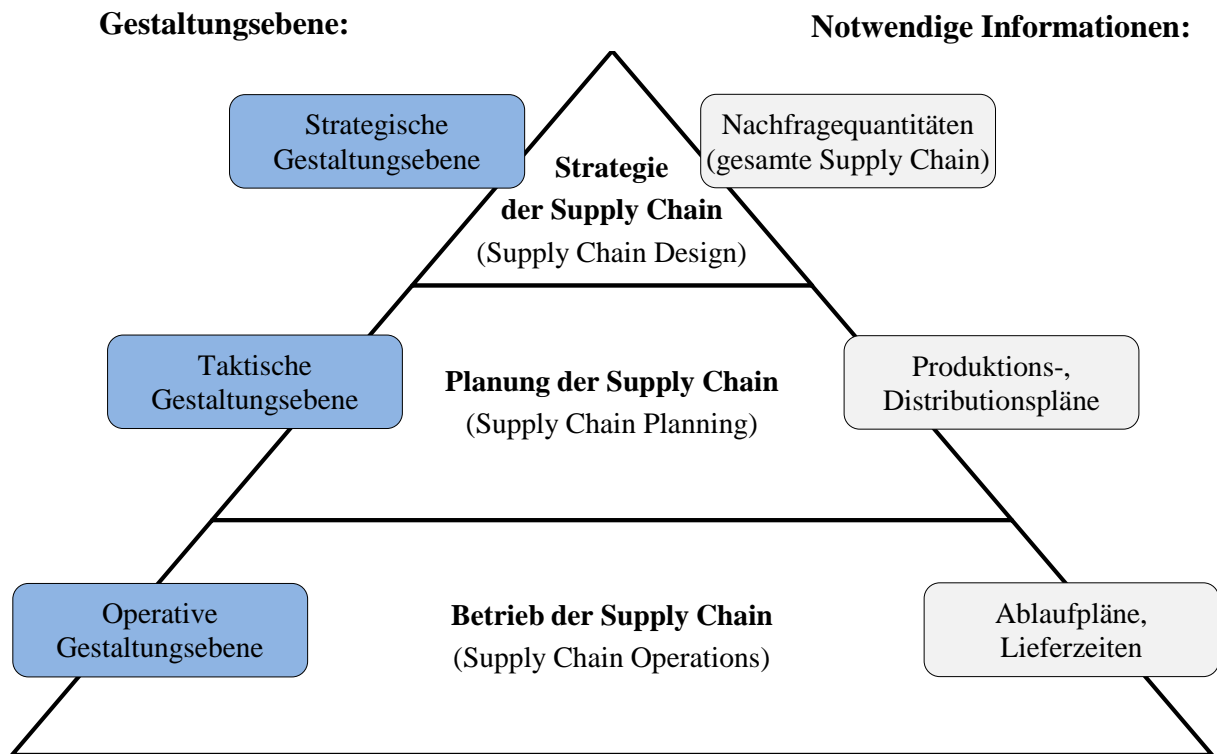 Gestaltungsebene:
Notwendige Informationen:
Strategische
Gestaltungsebene
Strategie
der Supply Chain
(Supply Chain Design)
Nachfragequantitäten
(gesamte Supply Chain)
Taktische
Gestaltungsebene
Planung der Supply Chain
(Supply Chain Planning)
Produktions-,
Distributionspläne
Operative
Gestaltungsebene
Betrieb der Supply Chain
(Supply Chain Operations)
Ablaufpläne,
Lieferzeiten